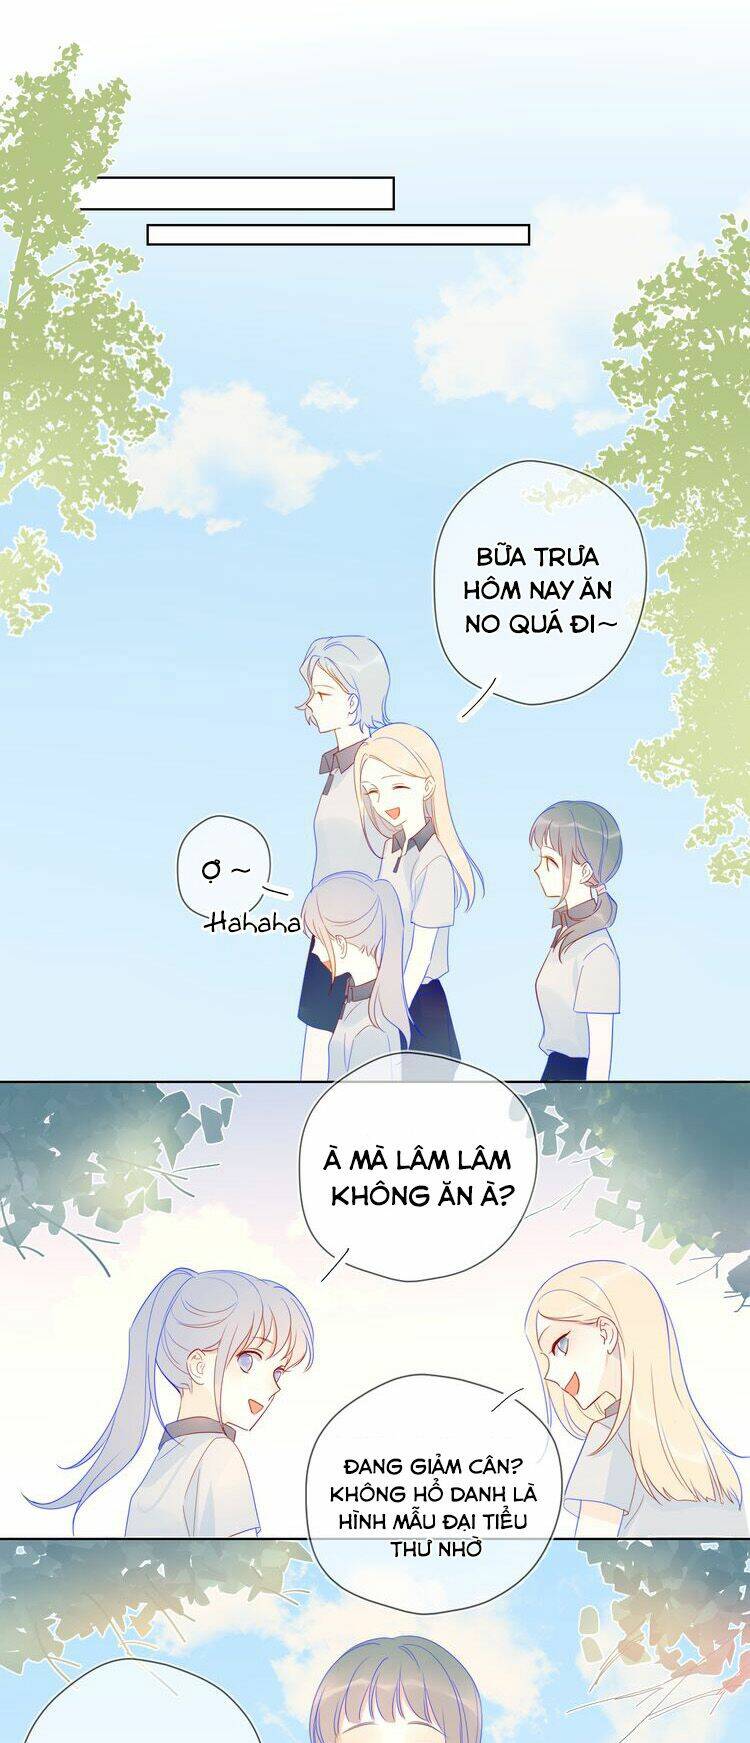 BỮA TRƯA
HÔM NAY ĂN
NO QUÁ ĐI~
Ợ ~
Hahaha
À MÀ LÂM LÂM
KHÔNG ĂN À?
ĐANG GIẢM CÂN?
KHÔNG HỔ DANH LÀ
HÌNH MẪU ĐẠI TIỂU
THƯ NHỜ